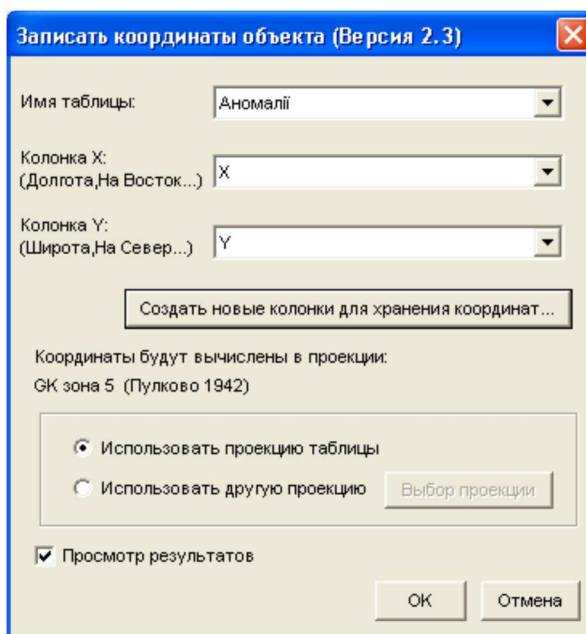 Записать координаты объекта (Версия 2.3)
Имя таблицы:
Аномалії
Колонка X:
(Долгота,На Восток...)
X
Колонка Y:
(Широта,На Север...)
Y
Создать новые колонки для хранения координат...
Координаты будут вычислены в проекции:
GK зона 5 (Пулково 1942)
Использовать проекцию таблицы
Использовать другую проекцию
Выбор проекции
Просмотр результатов
OK
Отмена